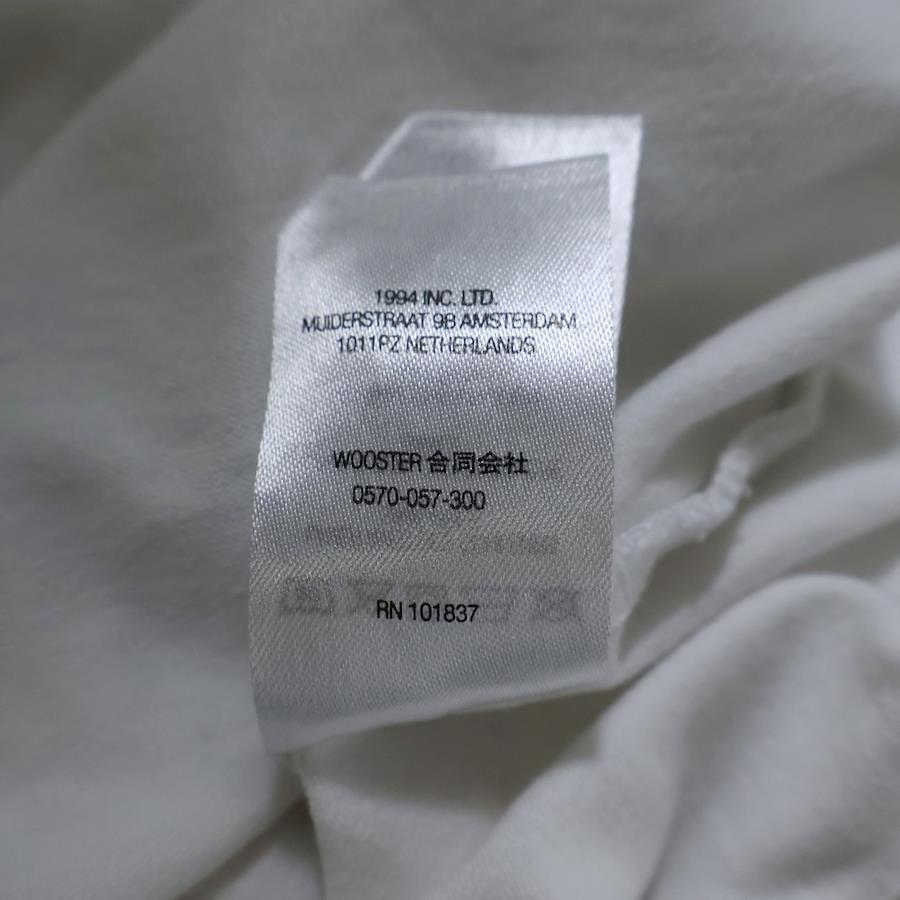 1994 INC. LTD.
MUIDERSTRAAT 9B AMSTERDAM
1011PZ NETHERLANDS
WOOSTER 合同会社
0570-057-300
RN 101837